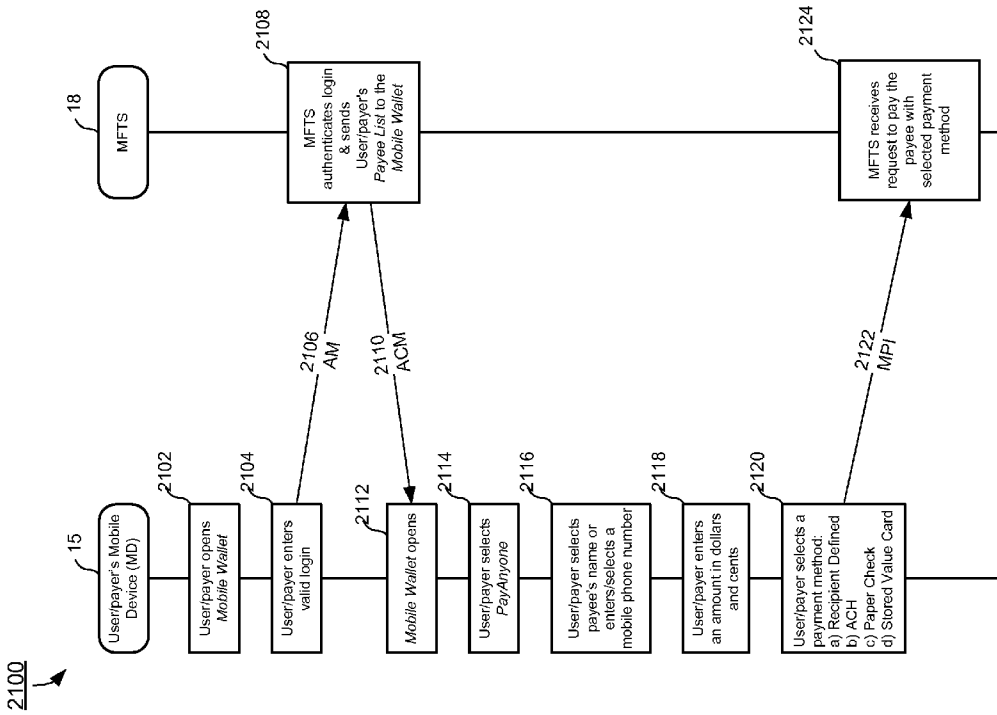 2100
15
User/payer's Mobile
Device (MD)
18
MFTS
2102
User/payer opens
Mobile Wallet
2104
User/payer enters
valid login
2106
AM
2108
MFTS
authenticates login
& sends
User/payer's
Payee List to the
Mobile Wallet
2110
ACM
2112
Mobile Wallet opens
2114
User/payer selects
PayAnyone
2116
User/payer selects
payee's name or
enters/selects a
mobile phone number
2118
User/payer enters
an amount in dollars
and cents
2120
User/payer selects a
payment method:
a) Recipient Defined
b) ACH
c) Paper Check
d) Stored Value Card
2122
MPI
2124
MFTS receives
request to pay the
payee with
selected payment
method